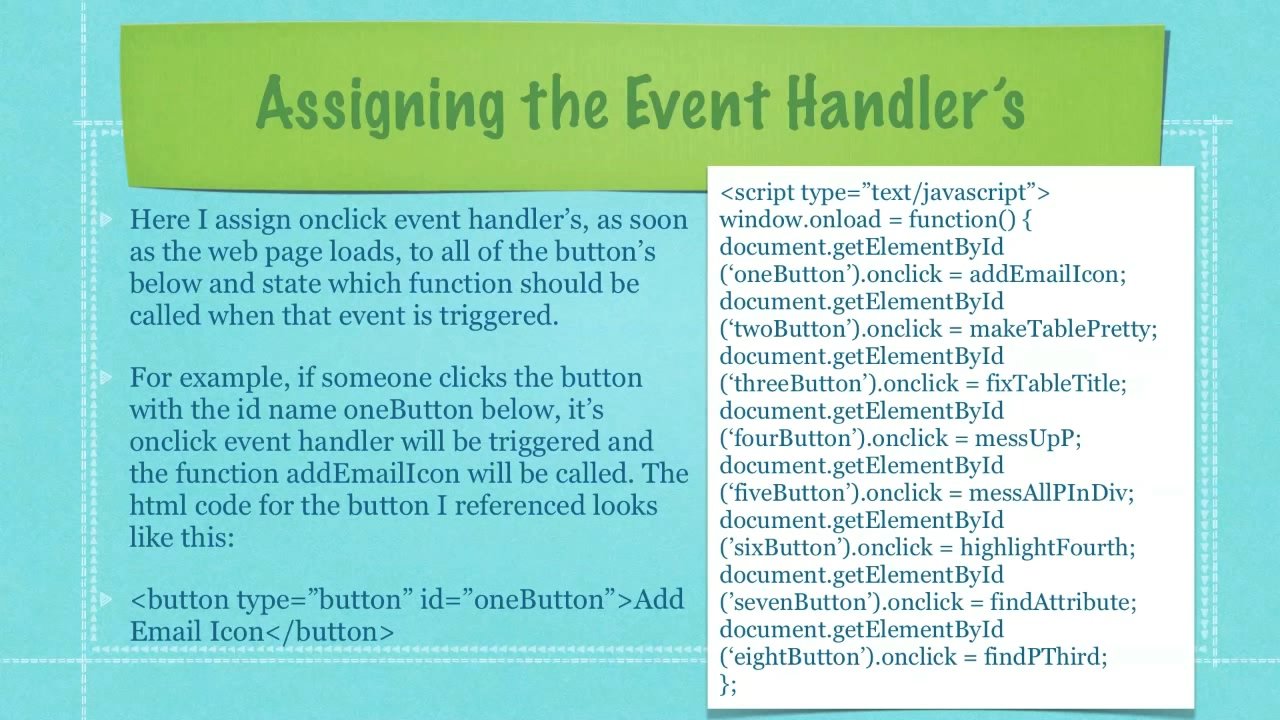 Assigning the Event Handler’s
Here I assign onclick event handler’s, as soon
as the web page loads, to all of the button’s
below and state which function should be
called when that event is triggered.
For example, if someone clicks the button
with the id name oneButton below, it’s
onclick event handler will be triggered and
the function addEmailIcon will be called. The
html code for the button I referenced looks
like this:
<button type=”button” id=”oneButton”>Add
Email Icon</button>
<script type=”text/javascript”>
window.onload = function() {
document.getElementById
(‘oneButton’).onclick = addEmailIcon;
document.getElementById
(‘twoButton’).onclick = makeTablePretty;
document.getElementById
(‘threeButton’).onclick = fixTableTitle;
document.getElementById
(‘fourButton’).onclick = messUpP;
document.getElementById
(‘fiveButton’).onclick = messAllPInDiv;
document.getElementById
(’sixButton’).onclick = highlightFourth;
document.getElementById
(’sevenButton’).onclick = findAttribute;
document.getElementById
(‘eightButton’).onclick = findPThird;
};